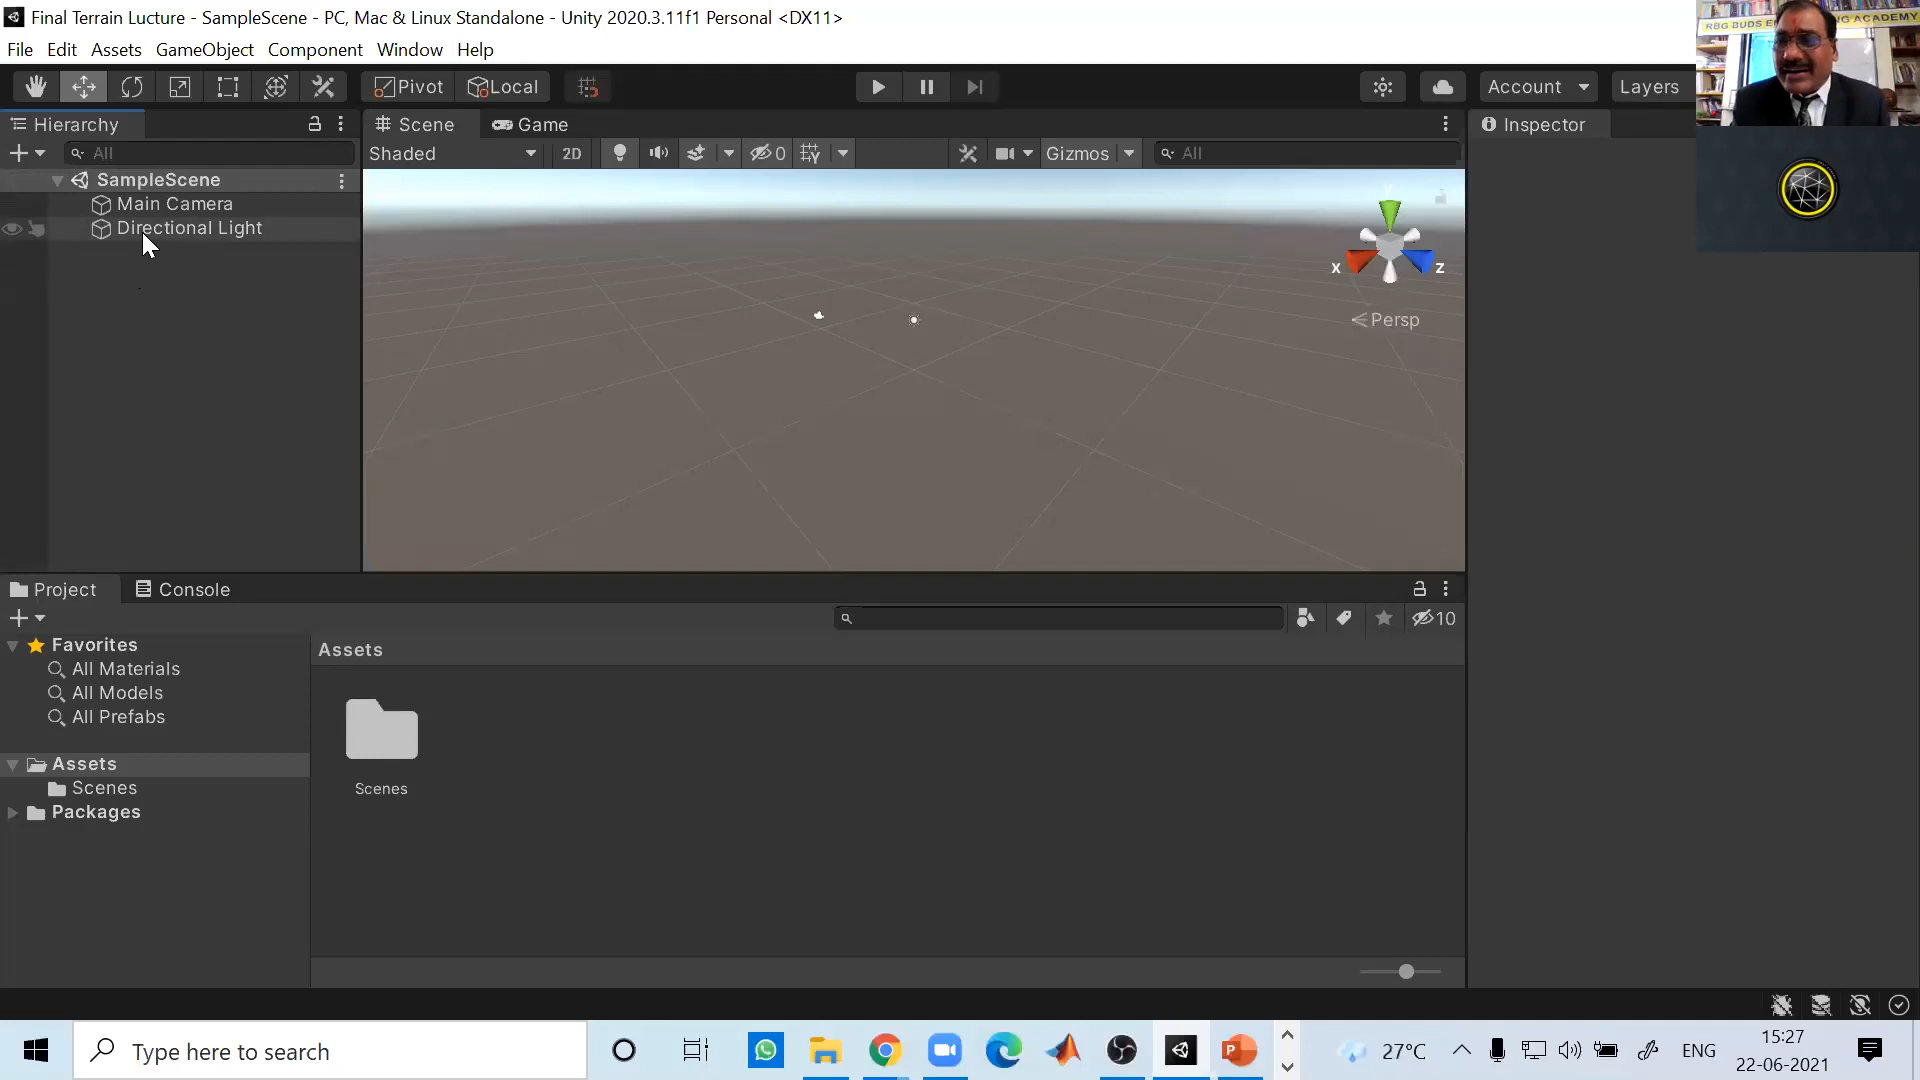 Final Terrain Lucture - SampleScene - PC, Mac & Linux Standalone - Unity 2020.3.11f1 Personal <DX11>
File Edit Assets GameObject Component Window Help
Pivot Local Account Layers
Hierarchy Scene Game Inspector
All Shaded 2D 0 Gizmos All
SampleScene
Main Camera
Directional Light
y
x z
Persp
Project Console
10
Favorites Assets
All Materials
All Models
All Prefabs
Assets
Scenes Scenes
Packages
Type here to search 27°C ENG 15:27
22-06-2021